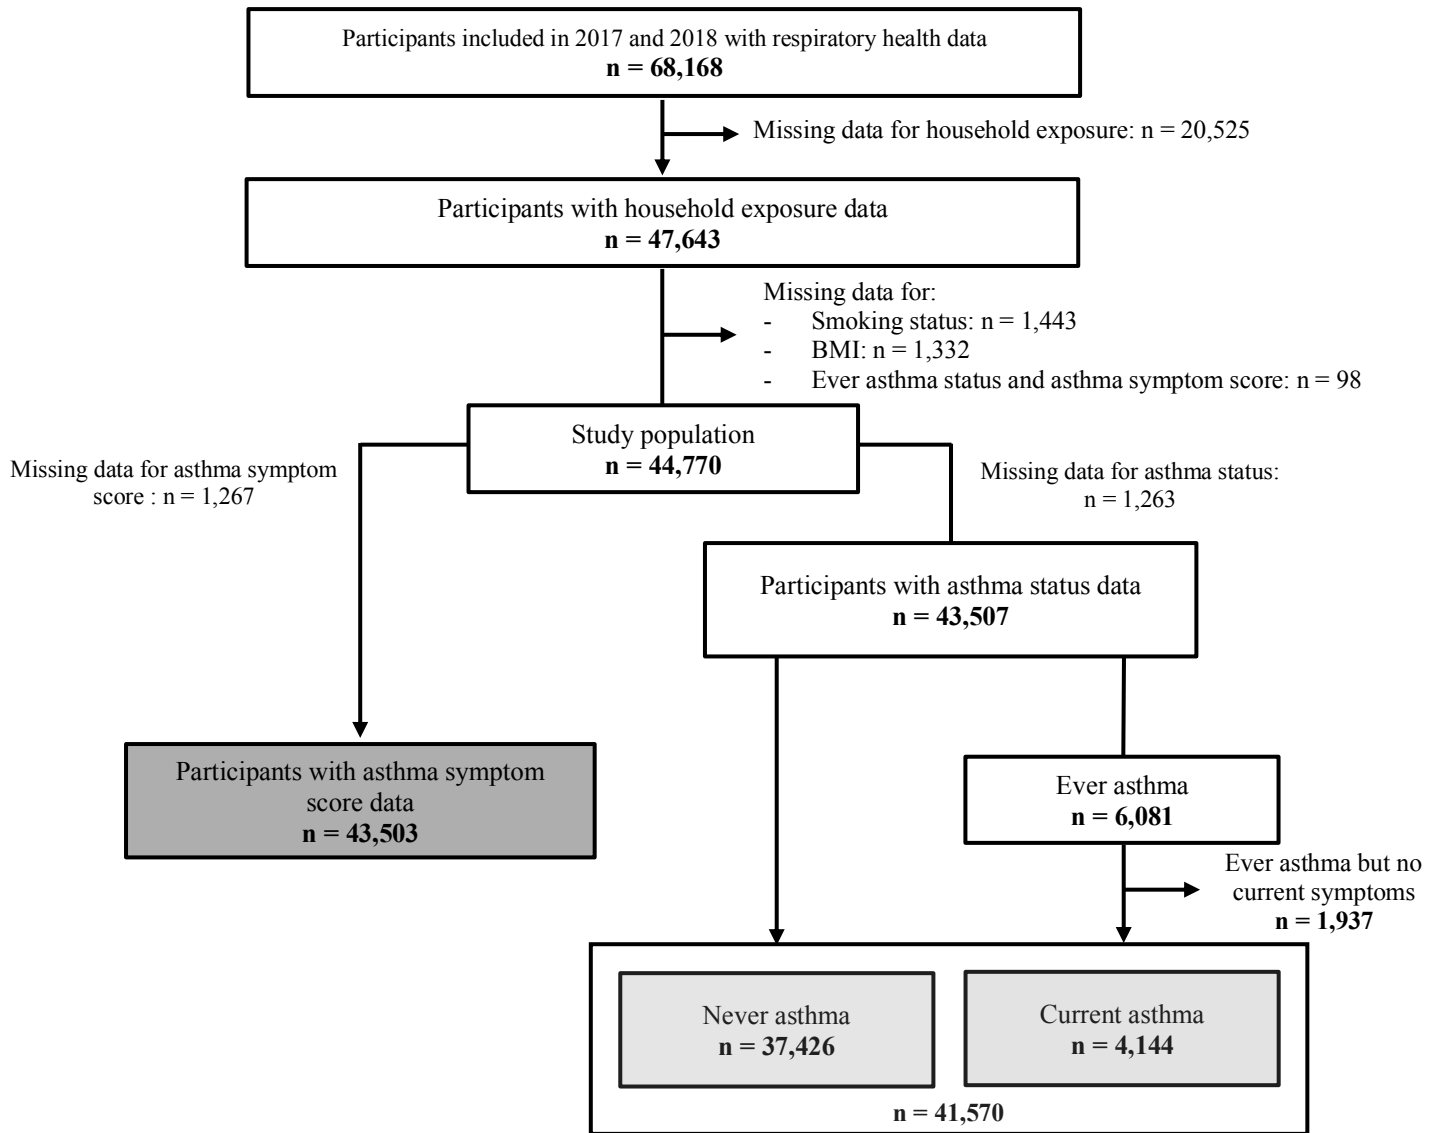 Participants included in 2017 and 2018 with respiratory health data
n = 68,168
Missing data for household exposure: n = 20,525
Participants with household exposure data
n = 47,643
Missing data for:
- Smoking status: n = 1,443
- BMI: n = 1,332
- Ever asthma status and asthma symptom score: n = 98
Study population
n = 44,770
Missing data for asthma symptom
score : n = 1,267
Missing data for asthma status:
n = 1,263
Participants with asthma status data
n = 43,507
Participants with asthma symptom
score data
n = 43,503
Ever asthma
n = 6,081
Ever asthma but no
current symptoms
n = 1,937
Never asthma
n = 37,426
Current asthma
n = 4,144
n = 41,570